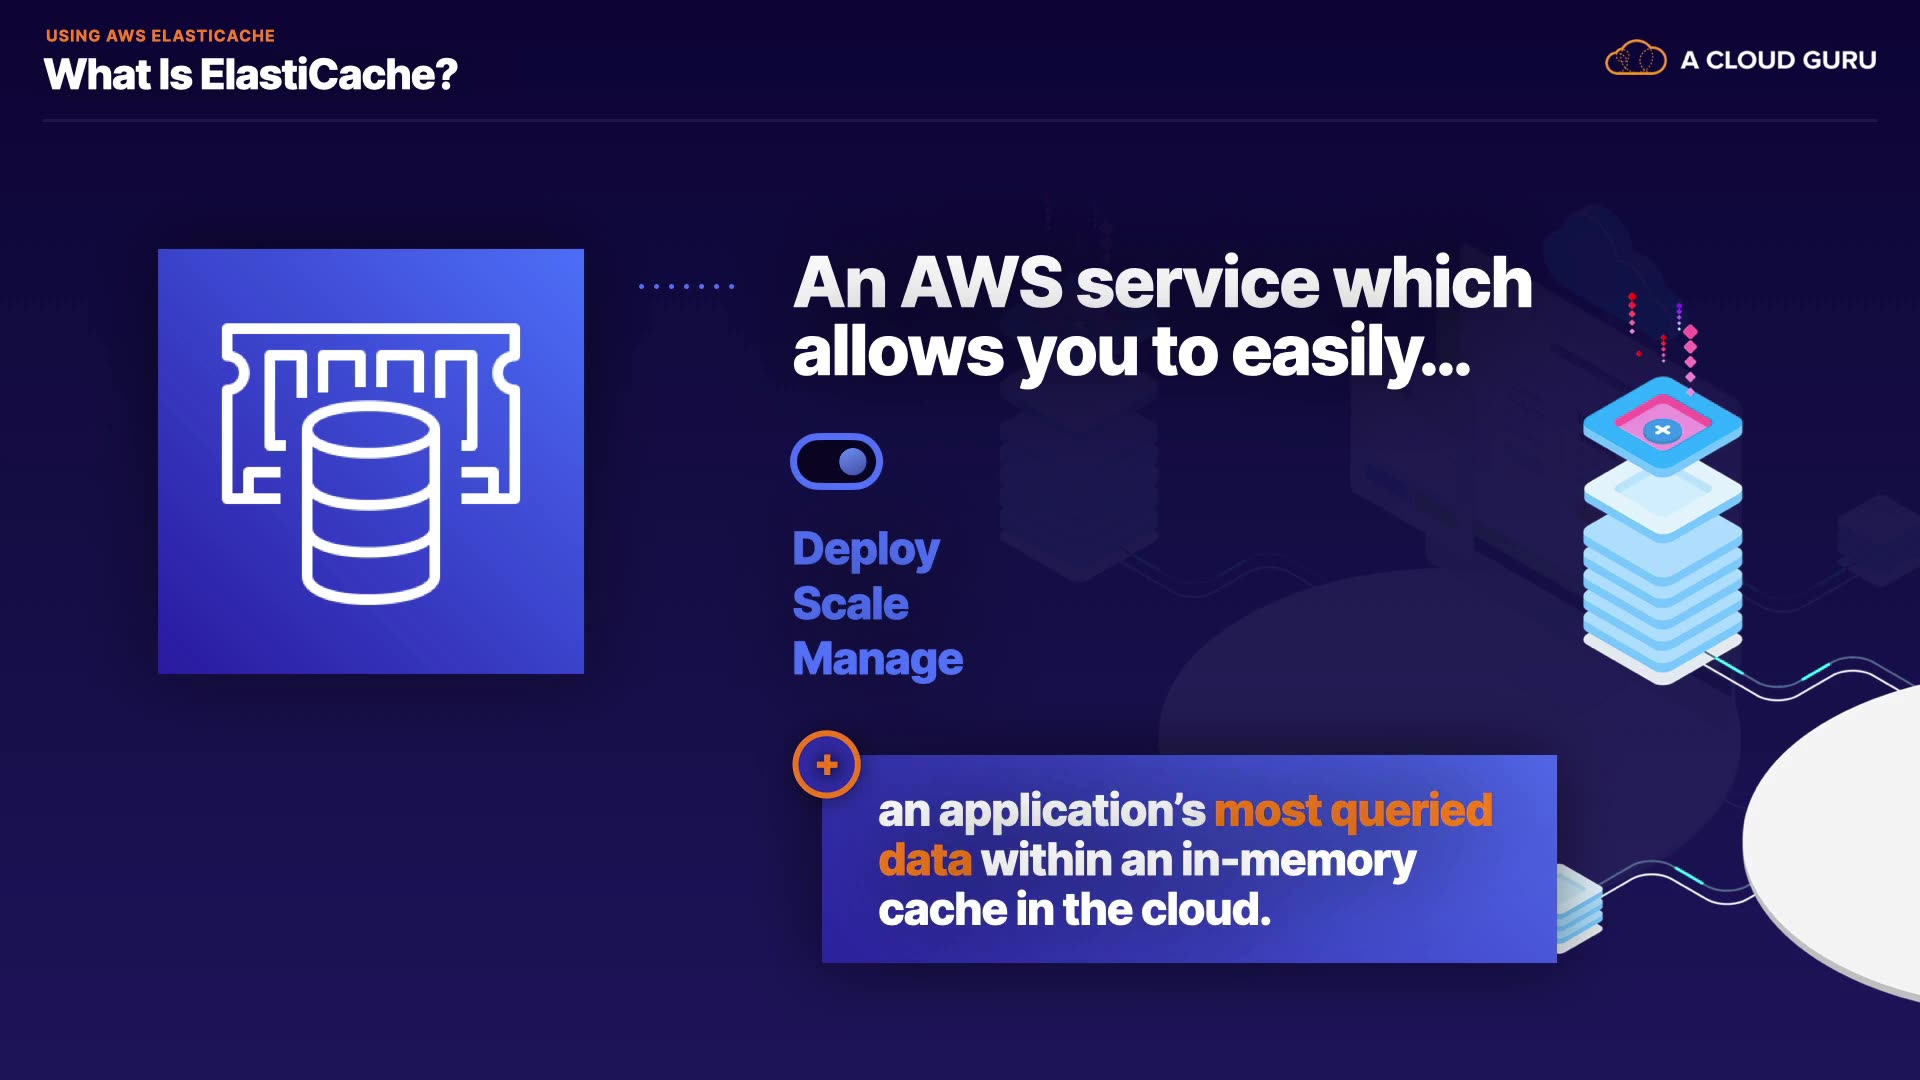 USING AWS ELASTICACHE
What Is ElastiCache?
A CLOUD GURU
An AWS service which
allows you to easily...
Deploy
Scale
Manage
an application’s most queried
data within an in-memory
cache in the cloud.